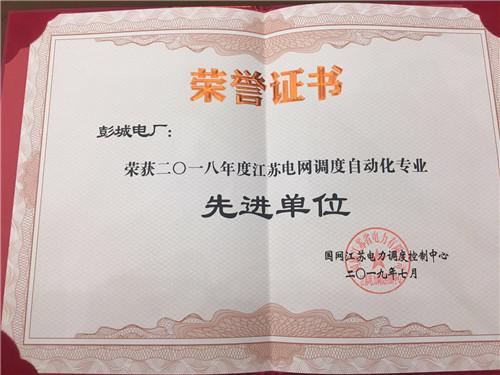 荣誉证书
彭城电厂：
荣获二〇一八年度江苏电网调度自动化专业
先进单位
国网江苏电力调度控制中心
二〇一九年七月